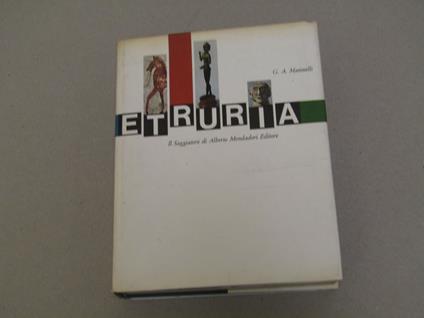 G. A. Mansuelli
ETRURIA
Il Saggiatore di Alberto Mondadori Editore